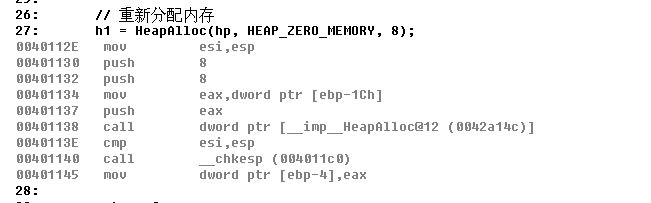 26:      // 重新分配内存
27:      h1 = HeapAlloc(hp, HEAP_ZERO_MEMORY, 8);
0040112E   mov         esi,esp
00401130   push        8
00401132   push        8
00401134   mov         eax,dword ptr [ebp-1Ch]
00401137   push        eax
00401138   call        dword ptr [__imp__HeapAlloc@12 (0042a14c)]
0040113E   cmp         esi,esp
00401140   call        __chkesp (004011c0)
00401145   mov         dword ptr [ebp-4],eax
28: